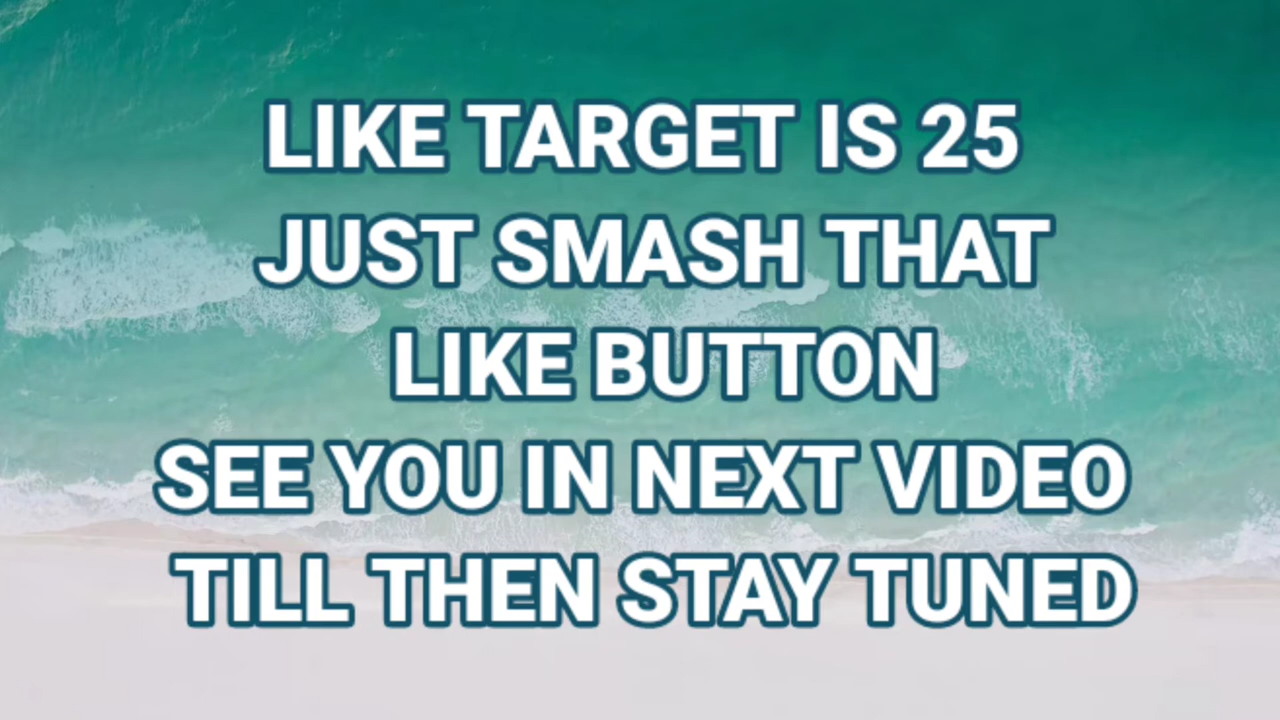 LIKE TARGET IS 25
JUST SMASH THAT
LIKE BUTTON
SEE YOU IN NEXT VIDEO
TILL THEN STAY TUNED